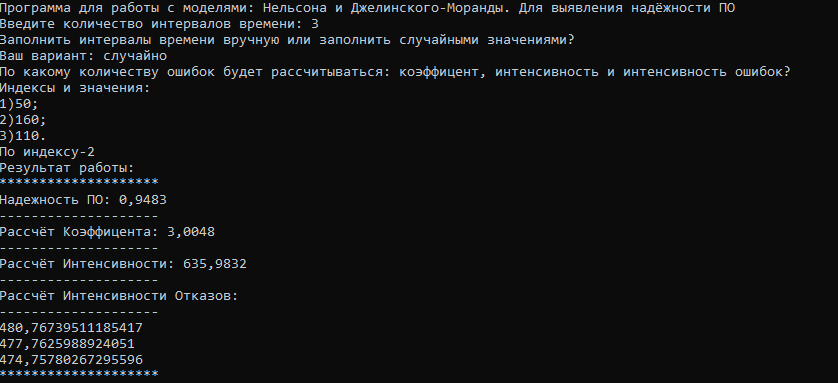 Программа для работы с моделями: Нельсона и Джелинского-Моранды. Для выявления надёжности ПО
Введите количество интервалов времени: 3
Заполнить интервалы времени вручную или заполнить случайными значениями?
Ваш вариант: случайно
По какому количеству ошибок будет рассчитываться: коэффицент, интенсивность и интенсивность ошибок?
Индексы и значения:
1)50;
2)160;
3)110.
По индексу-2
Результат работы:
********************
Надежность ПО: 0,9483
--------------------
Рассчёт Коэффицента: 3,0048
--------------------
Рассчёт Интенсивности: 635,9832
--------------------
Рассчёт Интенсивности Отказов:
--------------------
480,76739511185417
477,7625988924051
474,75780267295596
********************